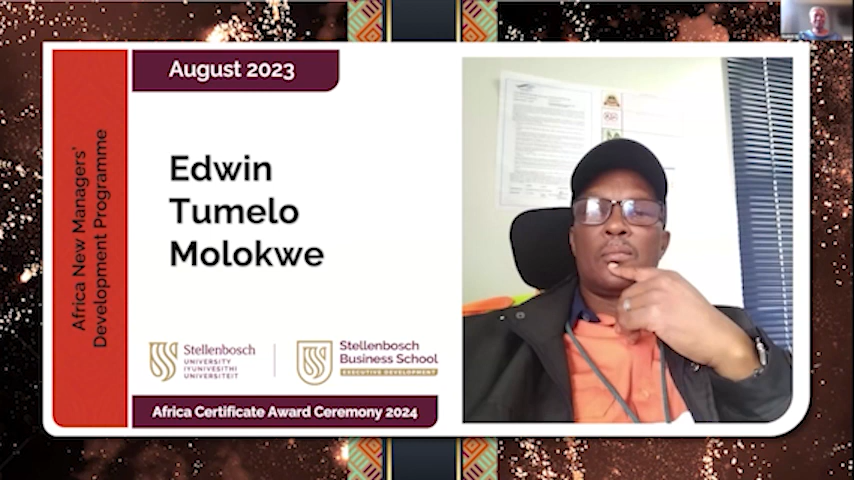 August 2023
Africa New Managers'
Development Programme
Edwin
Tumelo
Molokwe
Stellenbosch
UNIVERSITY
IYUNIVESITHI
UNIVERSITEIT
Stellenbosch
Business School
EXECUTIVE DEVELOPMENT
Africa Certificate Award Ceremony 2024